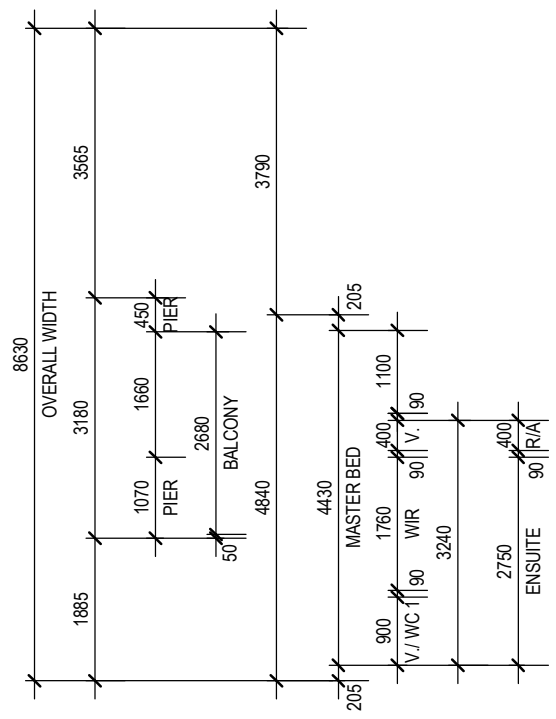 8630
OVERALL WIDTH
1885
3180
3565
1070
PIER
1660
450
PIER
50
2680
BALCONY
4840
3790
205
4430
MASTER BED
205
900
V./ WC 1
90
1760
WIR
90
400
V.
90
1100
3240
2750
ENSUITE
90
400
R/A